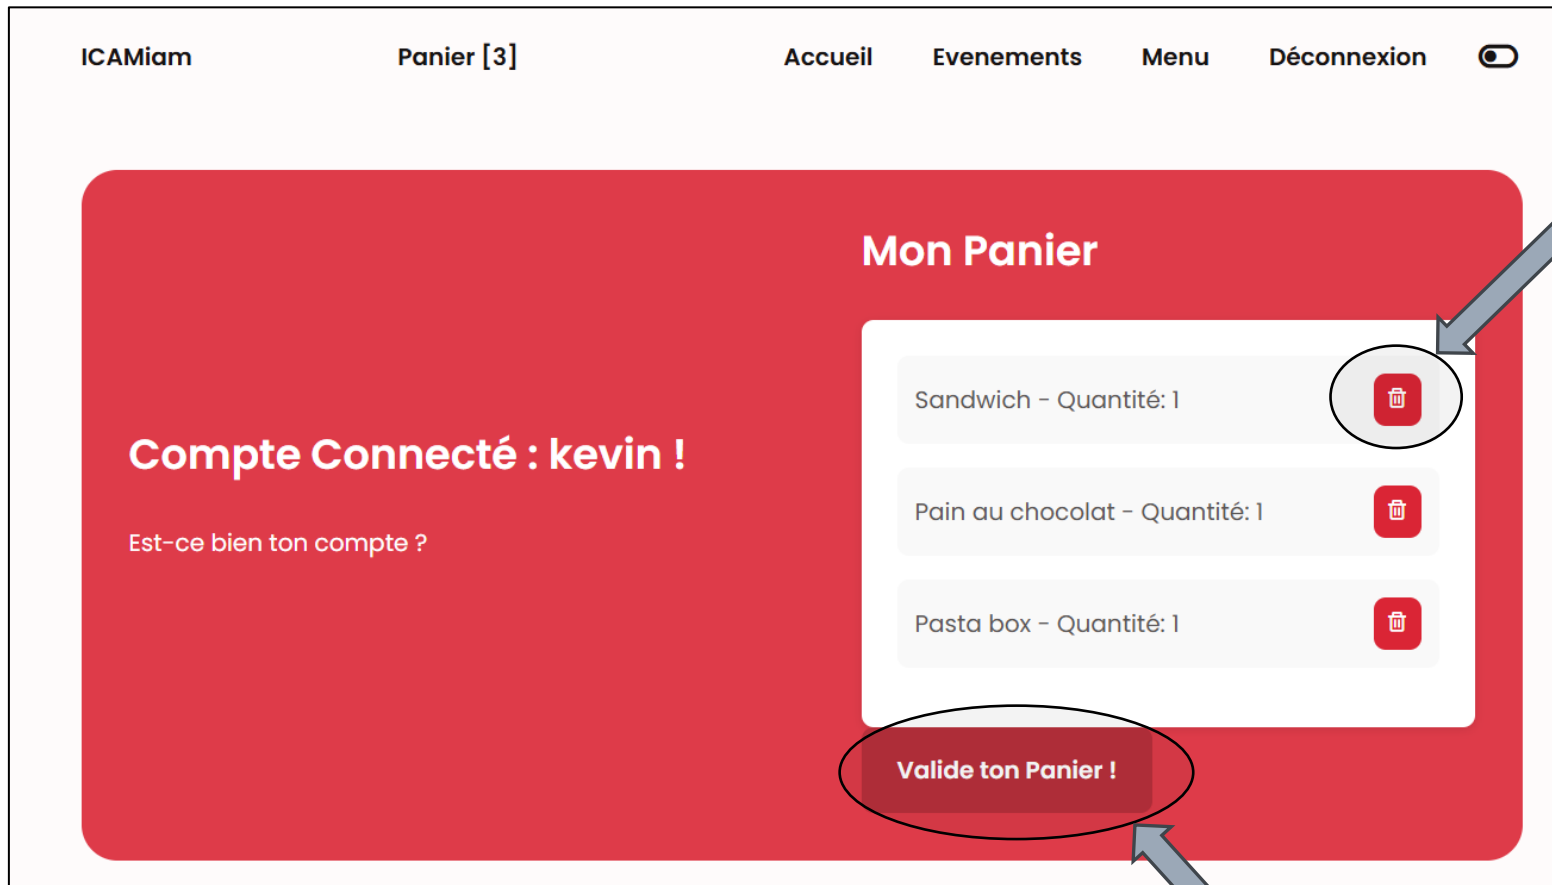 ICAMiam Panier [3] Accueil Evenements Menu Déconnexion
Mon Panier
Sandwich - Quantité: 1
Pain au chocolat - Quantité: 1
Pasta box - Quantité: 1
Valide ton Panier !
Compte Connecté : kevin !
Est-ce bien ton compte ?